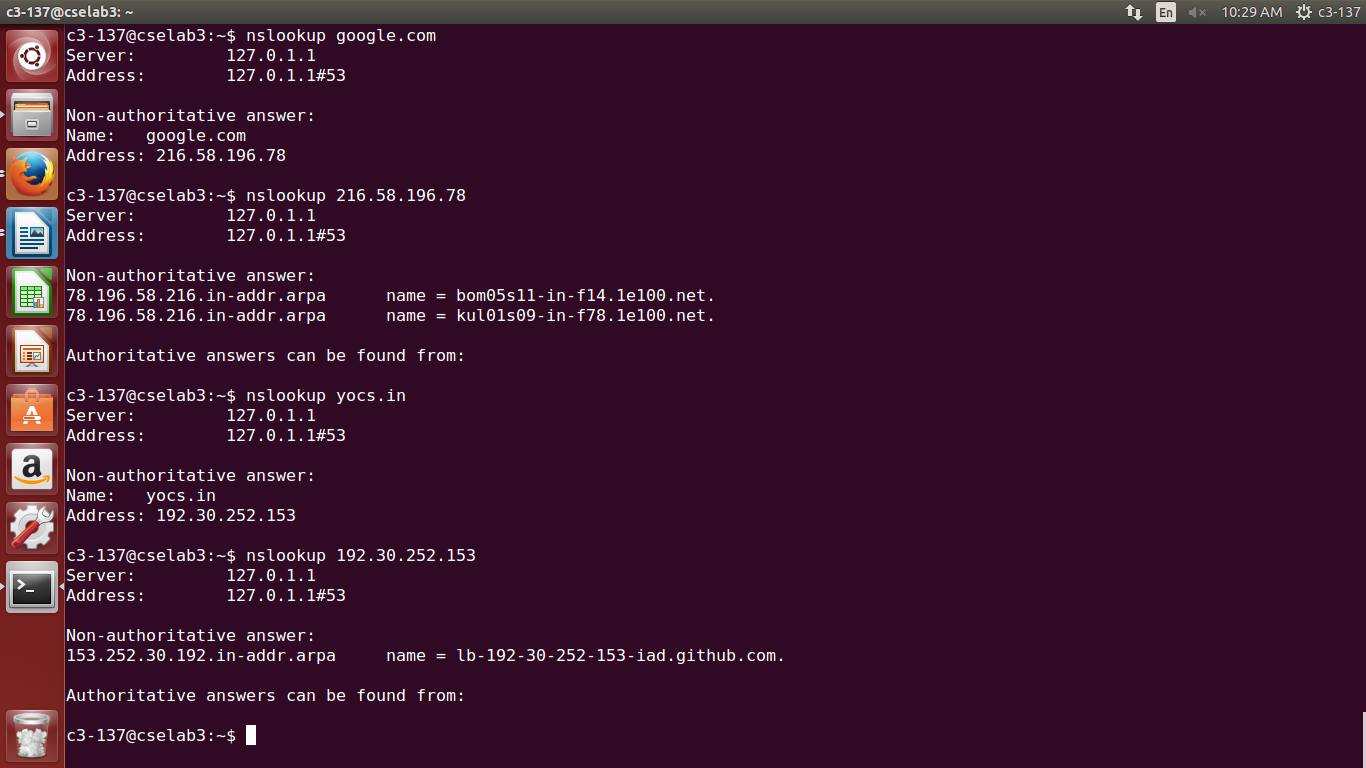 c3-137@cselab3: ~
En
10:29 AM
c3-137
c3-137@cselab3:~$ nslookup google.com
Server:         127.0.1.1
Address:        127.0.1.1#53
Non-authoritative answer:
Name:   google.com
Address: 216.58.196.78
c3-137@cselab3:~$ nslookup 216.58.196.78
Server:         127.0.1.1
Address:        127.0.1.1#53
Non-authoritative answer:
78.196.58.216.in-addr.arpa      name = bom05s11-in-f14.1e100.net.
78.196.58.216.in-addr.arpa      name = kul01s09-in-f78.1e100.net.
Authoritative answers can be found from:
c3-137@cselab3:~$ nslookup yocs.in
Server:         127.0.1.1
Address:        127.0.1.1#53
Non-authoritative answer:
Name:   yocs.in
Address: 192.30.252.153
c3-137@cselab3:~$ nslookup 192.30.252.153
Server:         127.0.1.1
Address:        127.0.1.1#53
Non-authoritative answer:
153.252.30.192.in-addr.arpa     name = lb-192-30-252-153-iad.github.com.
Authoritative answers can be found from:
c3-137@cselab3:~$